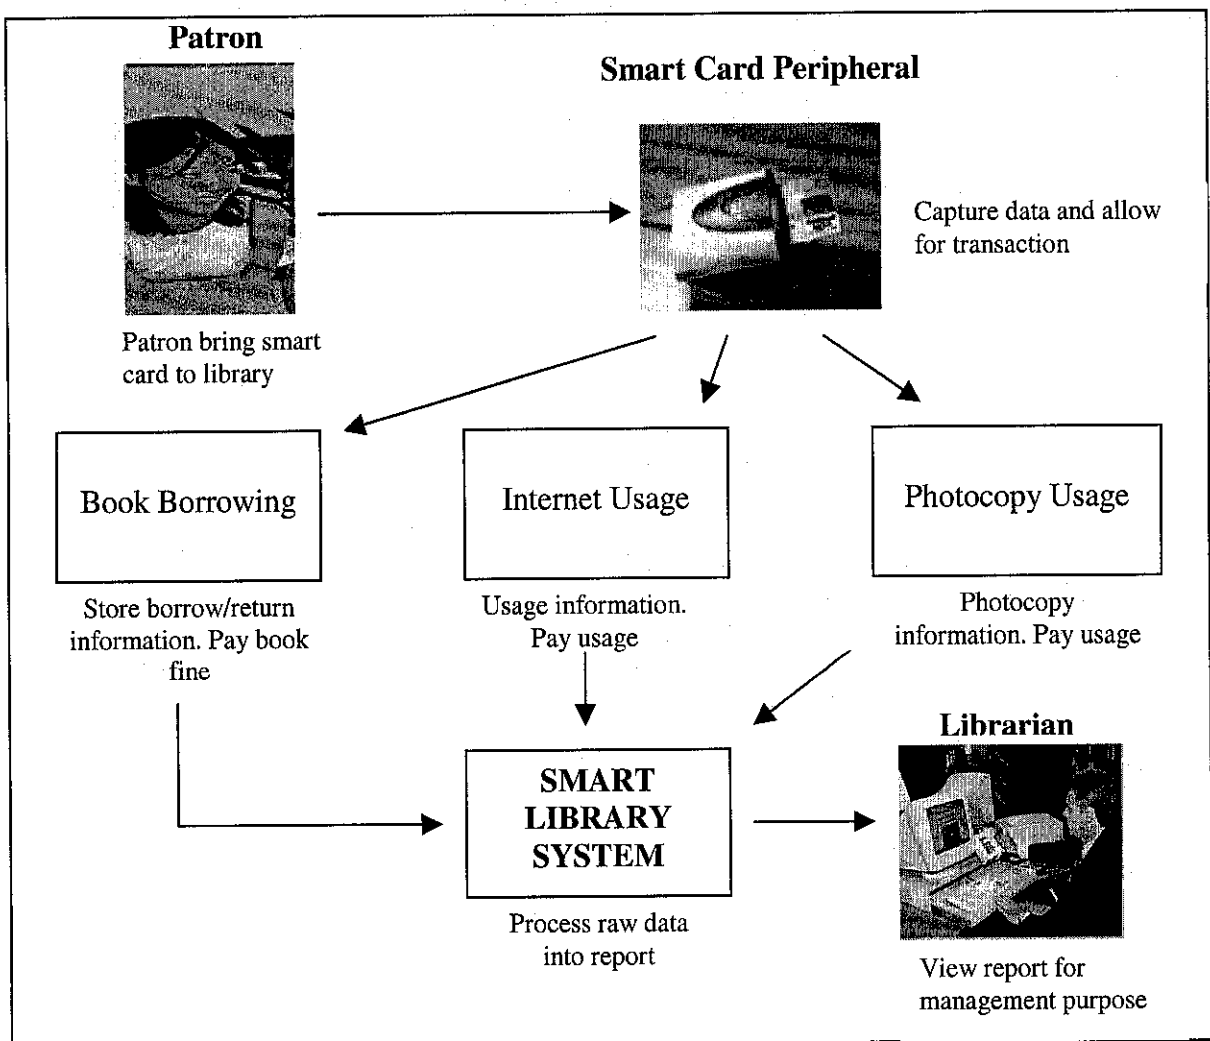 Patron
Smart Card Peripheral
Capture data and allow
for transaction
Patron bring smart
card to library
Book Borrowing
Internet Usage
Photocopy Usage
Store borrow/return
information. Pay book
fine
Usage information.
Pay usage
Photocopy
information. Pay usage
SMART
LIBRARY
SYSTEM
Process raw data
into report
Librarian
View report for
management purpose